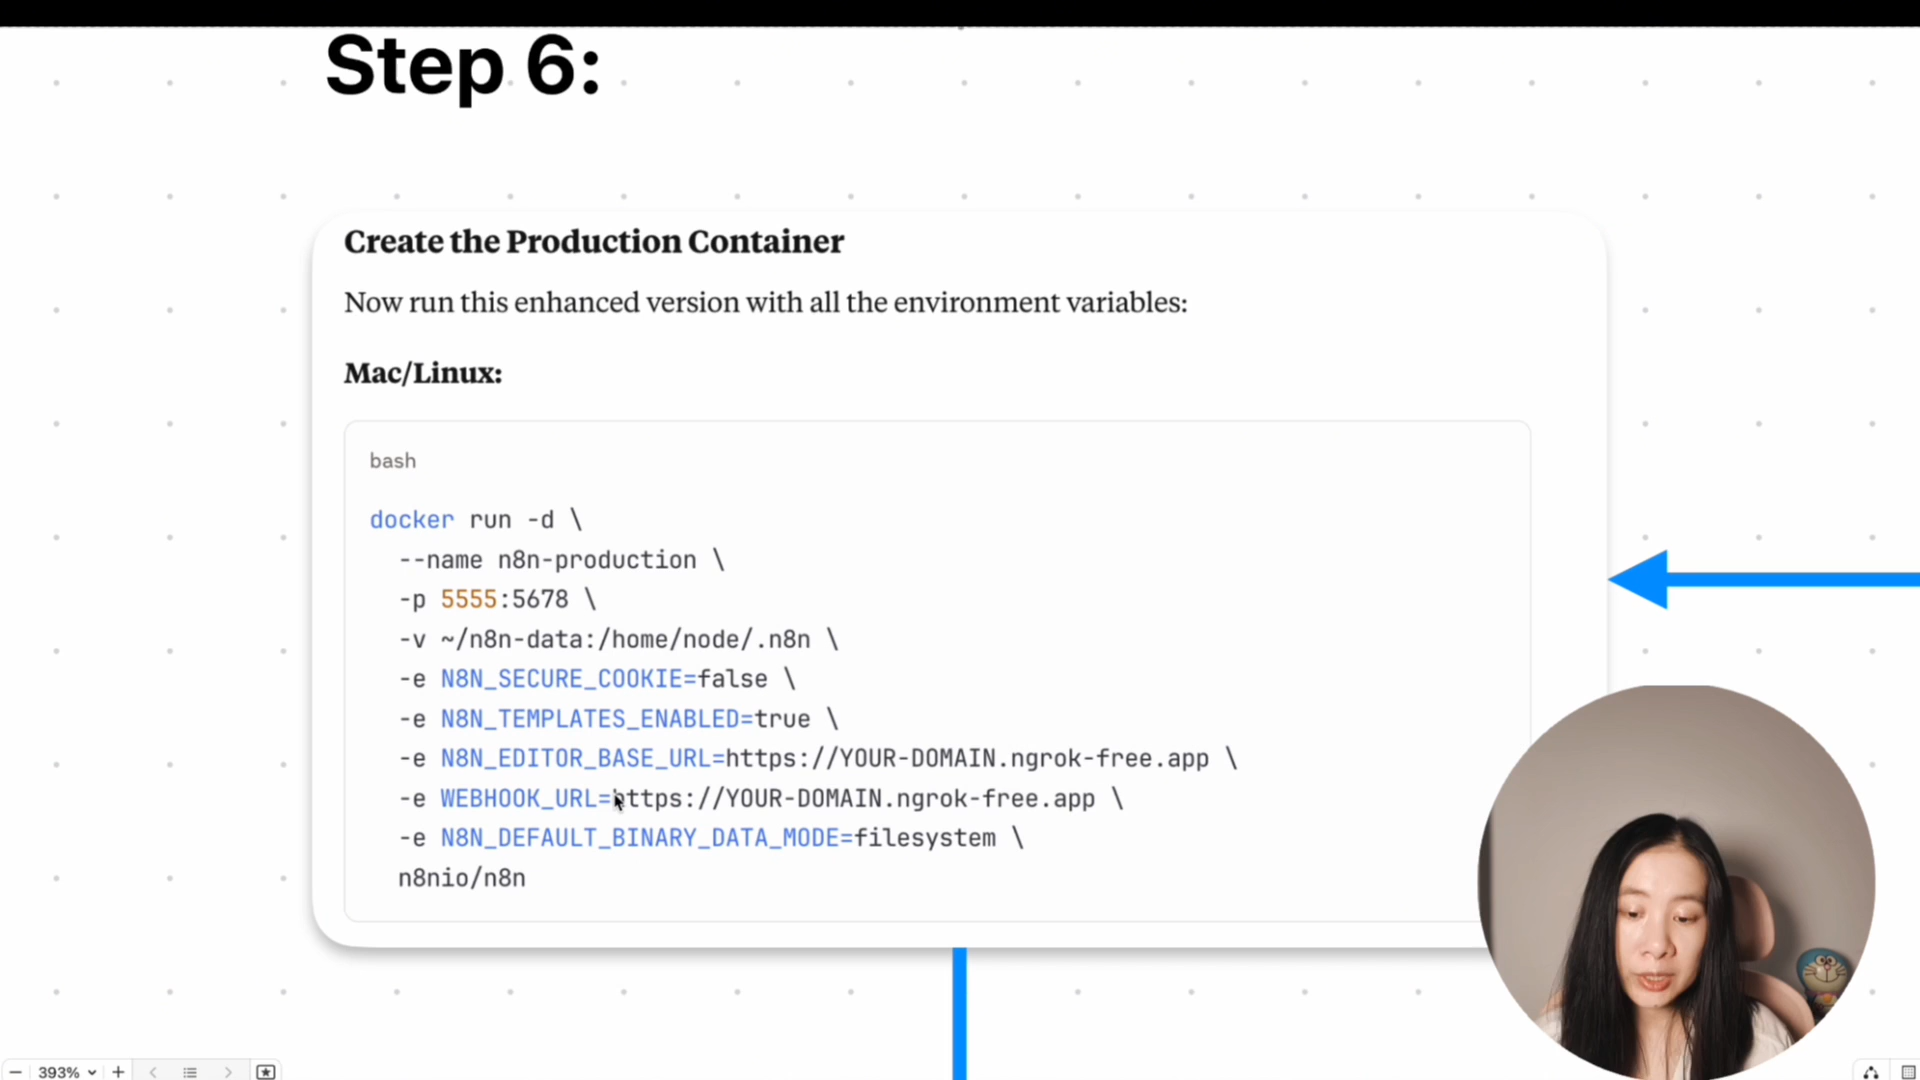 Step 6:
Create the Production Container
Now run this enhanced version with all the environment variables:
Mac/Linux:
bash
docker run -d \
--name n8n-production \
-p 5555:5678 \
-v ~/n8n-data:/home/node/.n8n \
-e N8N_SECURE_COOKIE=false \
-e N8N_TEMPLATES_ENABLED=true \
-e N8N_EDITOR_BASE_URL=https://YOUR-DOMAIN.ngrok-free.app \
-e WEBHOOK_URL=https://YOUR-DOMAIN.ngrok-free.app \
-e N8N_DEFAULT_BINARY_DATA_MODE=filesystem \
n8nio/n8n
393%